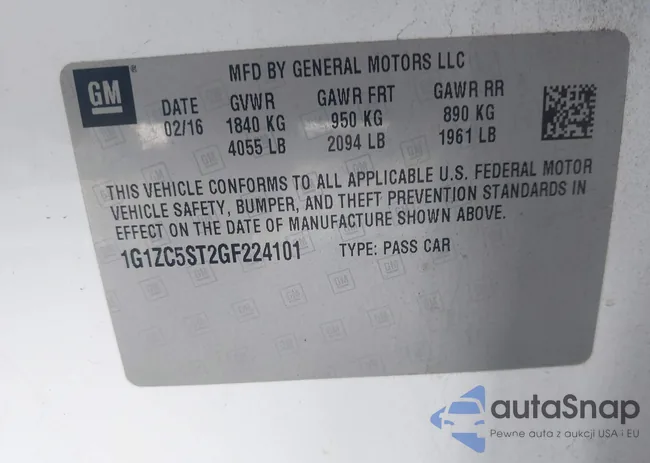 GM
®
MFD BY GENERAL MOTORS LLC
DATE GVWR GAWR FRT GAWR RR
02/16 1840 KG 950 KG 890 KG
4055 LB 2094 LB 1961 LB
THIS VEHICLE CONFORMS TO ALL APPLICABLE U.S. FEDERAL MOTOR
VEHICLE SAFETY, BUMPER, AND THEFT PREVENTION STANDARDS IN
EFFECT ON THE DATE OF MANUFACTURE SHOWN ABOVE.
1G1ZC5ST2GF224101 TYPE: PASS CAR
autoSnap
Pewne auta z aukcji USA i EU